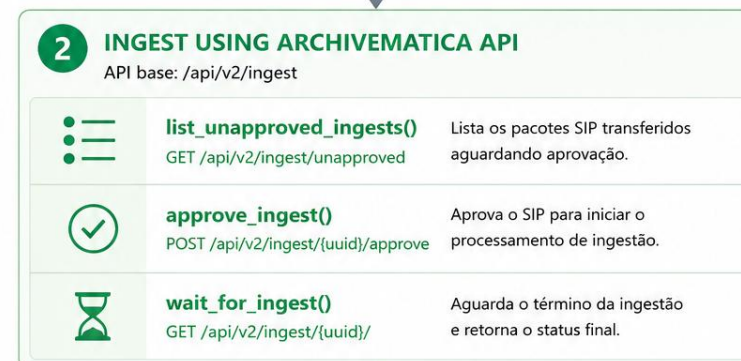 2
INGEST USING ARCHIVEMATICA API
API base: /api/v2/ingest
list_unapproved_ingests()
GET /api/v2/ingest/unapproved
Lista os pacotes SIP transferidos
aguardando aprovação.
approve_ingest()
POST /api/v2/ingest/{uuid}/approve
Aprova o SIP para iniciar o
processamento de ingestão.
wait_for_ingest()
GET /api/v2/ingest/{uuid}/
Aguarda o término da ingestão
e retorna o status final.